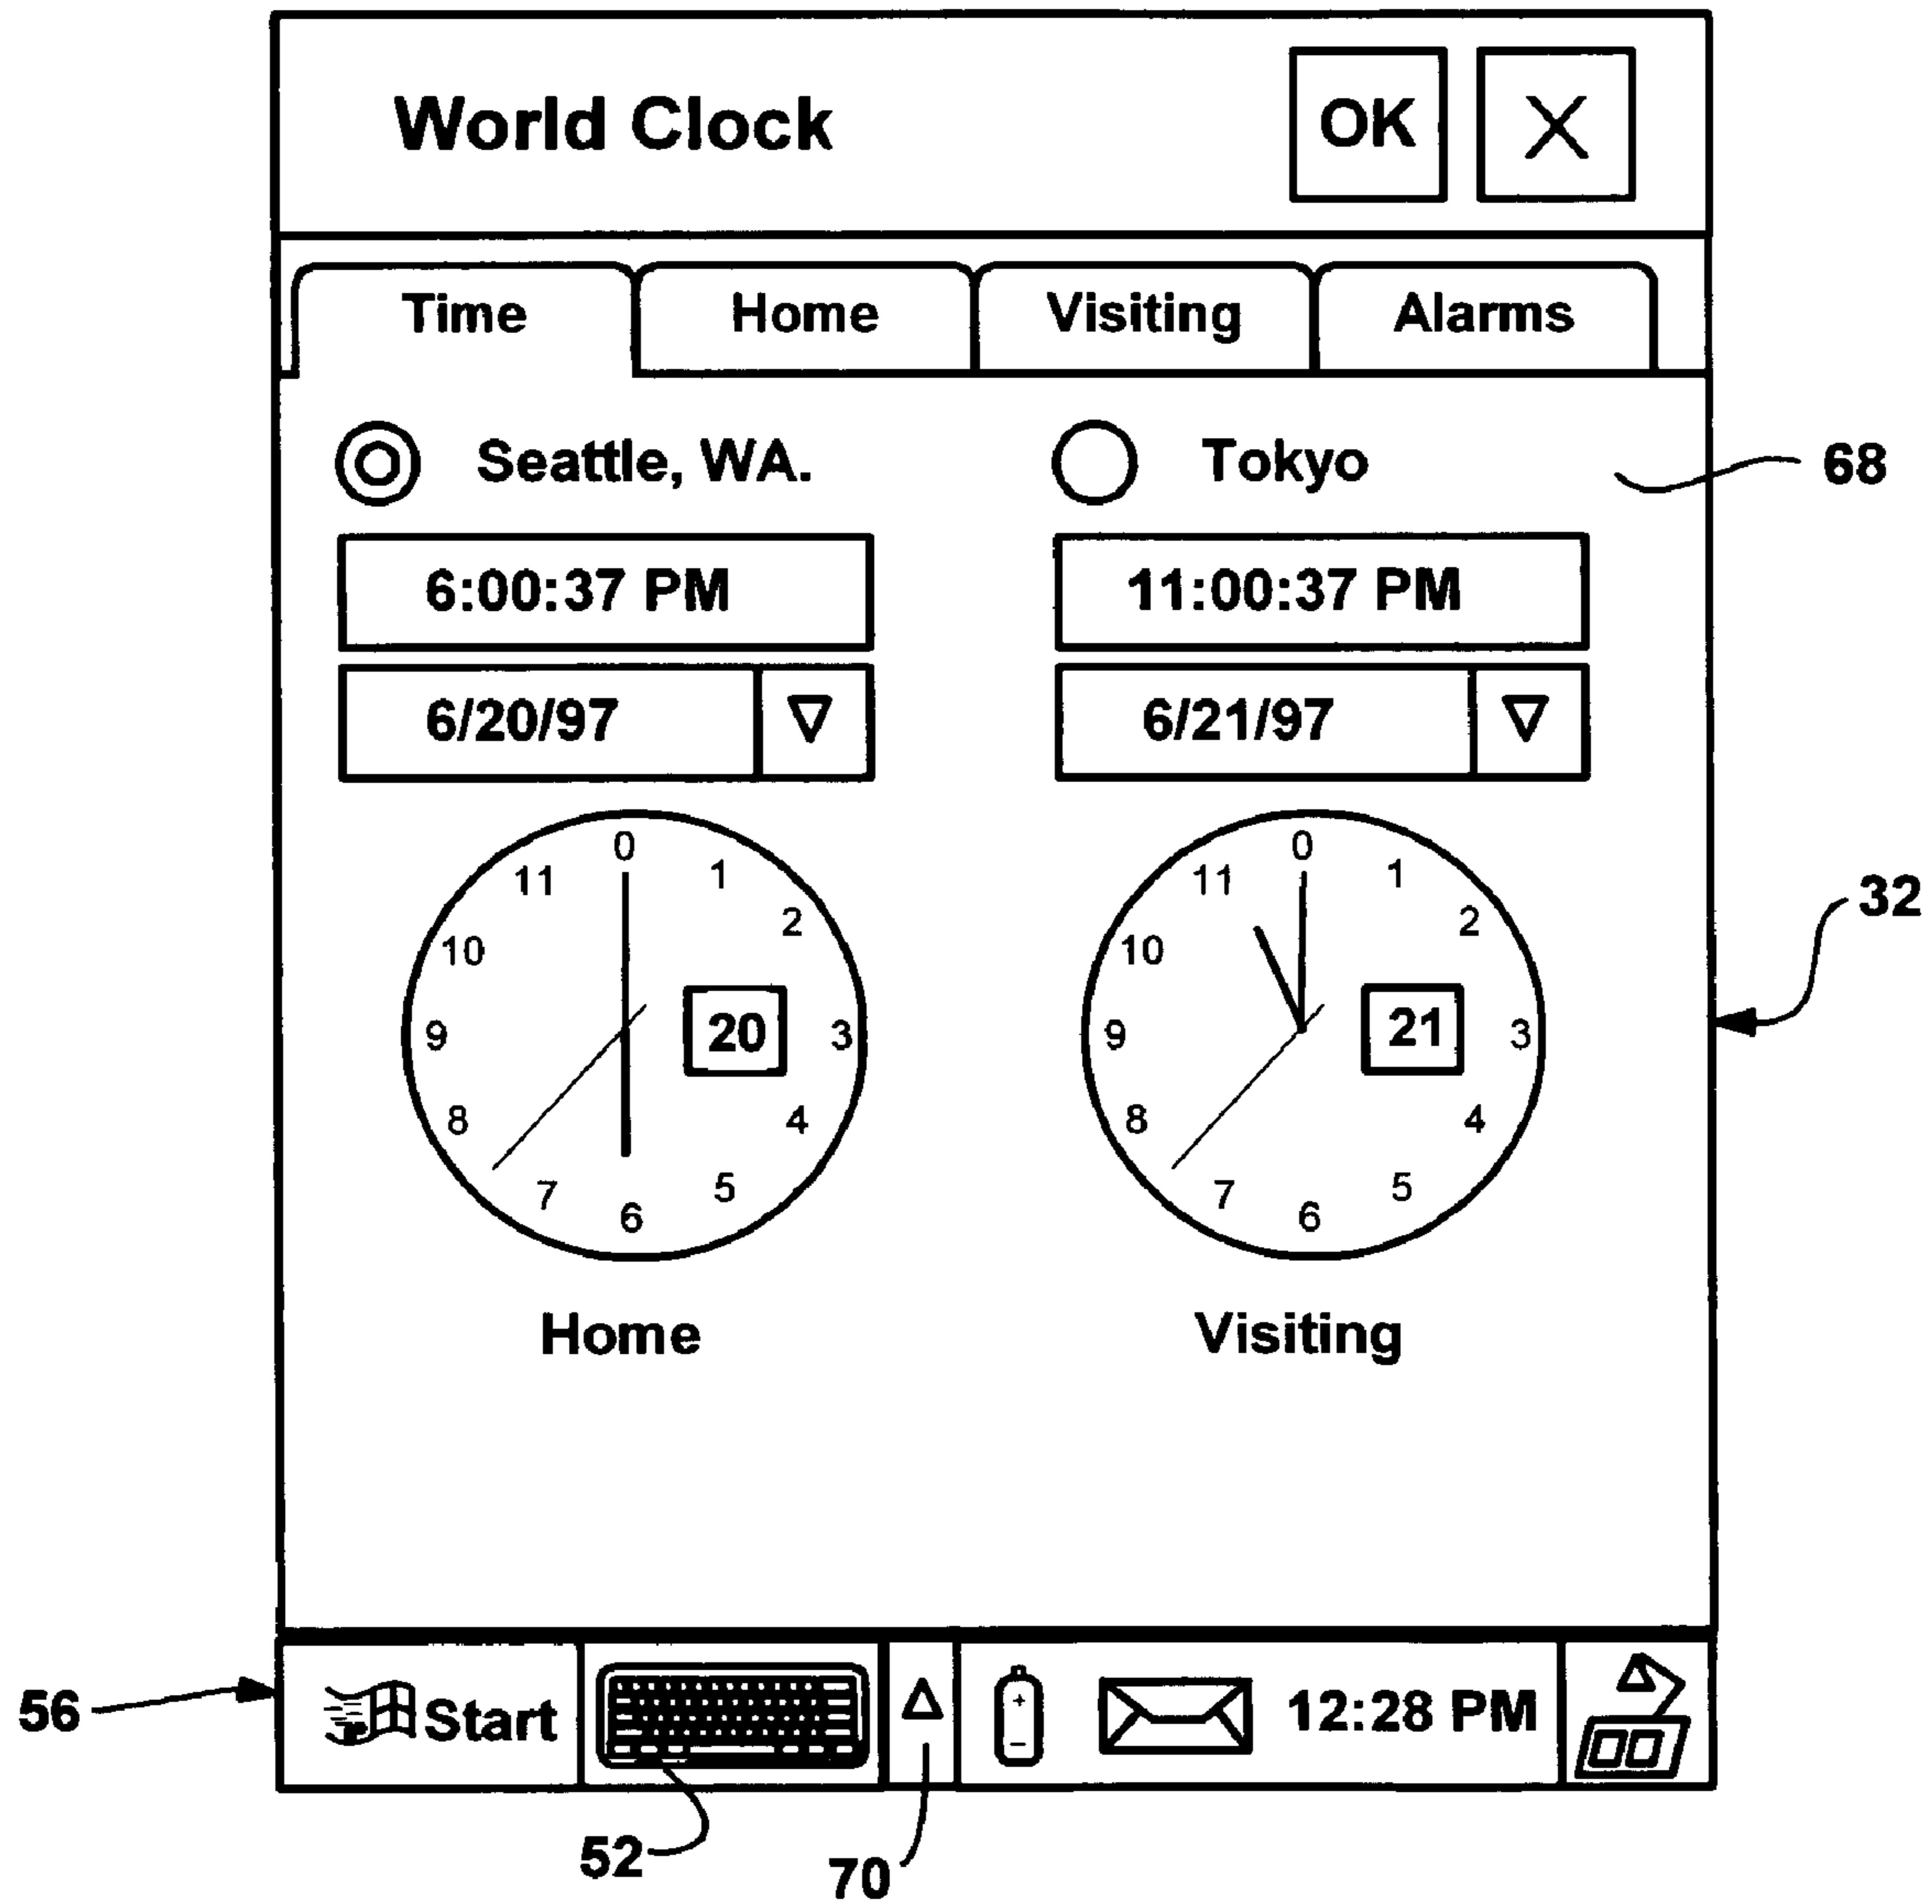 World Clock OK X
Time Home Visiting Alarms
Seattle, WA. Tokyo 68
6:00:37 PM 11:00:37 PM
6/20/97 6/21/97
0 1 2 3 4 5 6 7 8 9 10 11
20
0 1 2 3 4 5 6 7 8 9 10 11
21
32
Home Visiting
56 Start 12:28 PM
52 70